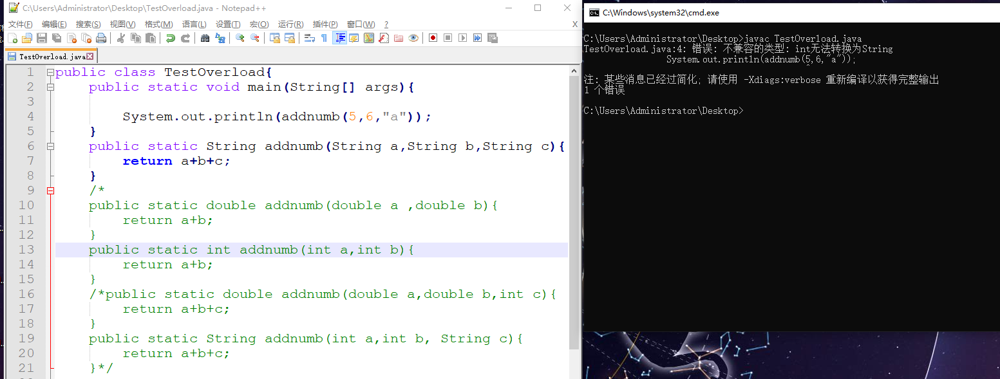 C:\Users\Administrator\Desktop\TestOverload.java - Notepad++
文件(F) 编辑(E) 搜索(S) 视图(V) 格式(M) 语言(L) 设置(T) 宏(O) 运行(R) 插件(P) 窗口(W) ? X
TestOverload.java
1 public class TestOverload{
2 public static void main(String[] args){
3
4 System.out.println(addnumb(5,6,"a"));
5 }
6 public static String addnumb(String a,String b,String c){
7 return a+b+c;
8 }
9 /*
10 public static double addnumb(double a ,double b){
11 return a+b;
12 }
13 public static int addnumb(int a,int b){
14 return a+b;
15 }
16 /*public static double addnumb(double a,double b,int c){
17 return a+b+c;
18 }
19 public static String addnumb(int a,int b, String c){
20 return a+b+c;
21 }*/
C:\Windows\system32\cmd.exe
C:\Users\Administrator\Desktop>javac TestOverload.java
TestOverload.java:4: 错误: 不兼容的类型: int无法转换为String
System.out.println(addnumb(5,6,"a"));
^
注: 某些消息已经过简化; 请使用 -Xdiags:verbose 重新编译以获得完整输出
1 个错误
C:\Users\Administrator\Desktop>